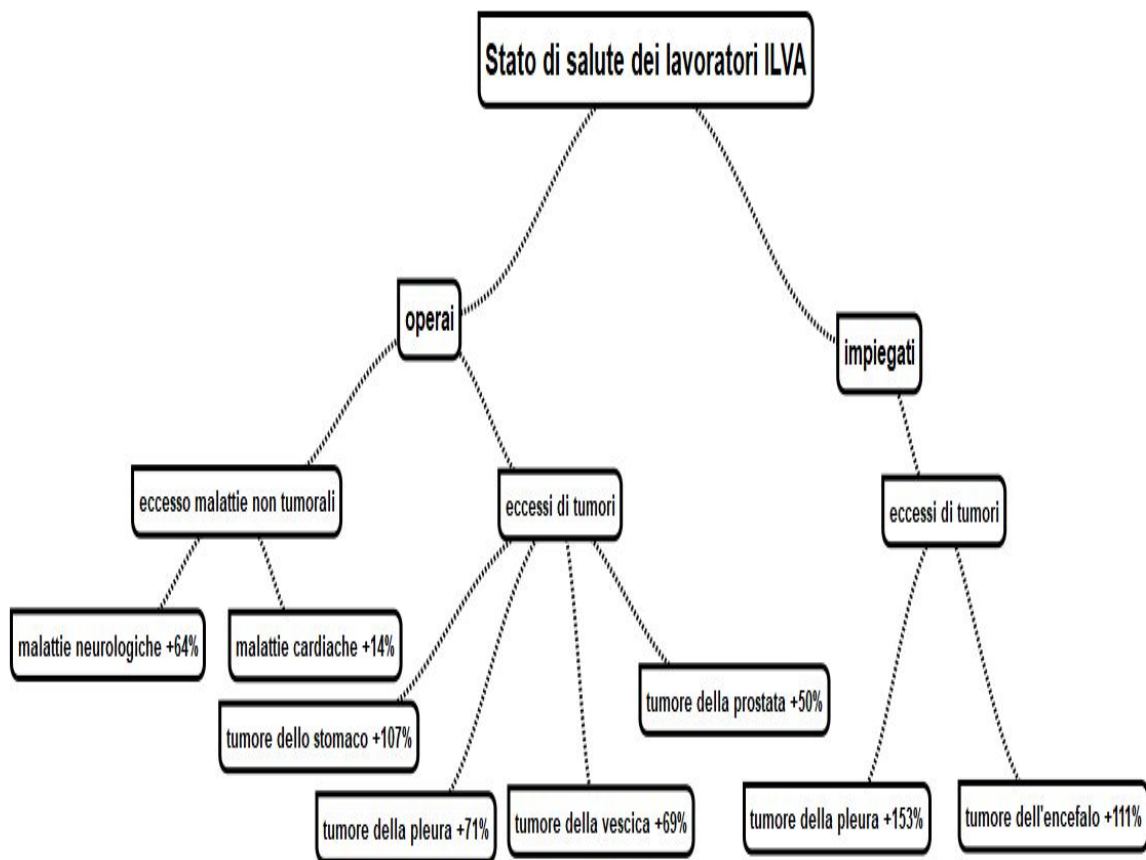 Stato di salute dei lavoratori ILVA
operai
impiegati
eccesso malattie non tumorali
eccessi di tumori
eccessi di tumori
malattie neurologiche +64%
malattie cardiache +14%
tumore dello stomaco +107%
tumore della prostata +50%
tumore della pleura +71%
tumore della vescica +69%
tumore della pleura +153%
tumore dell'encefalo +111%